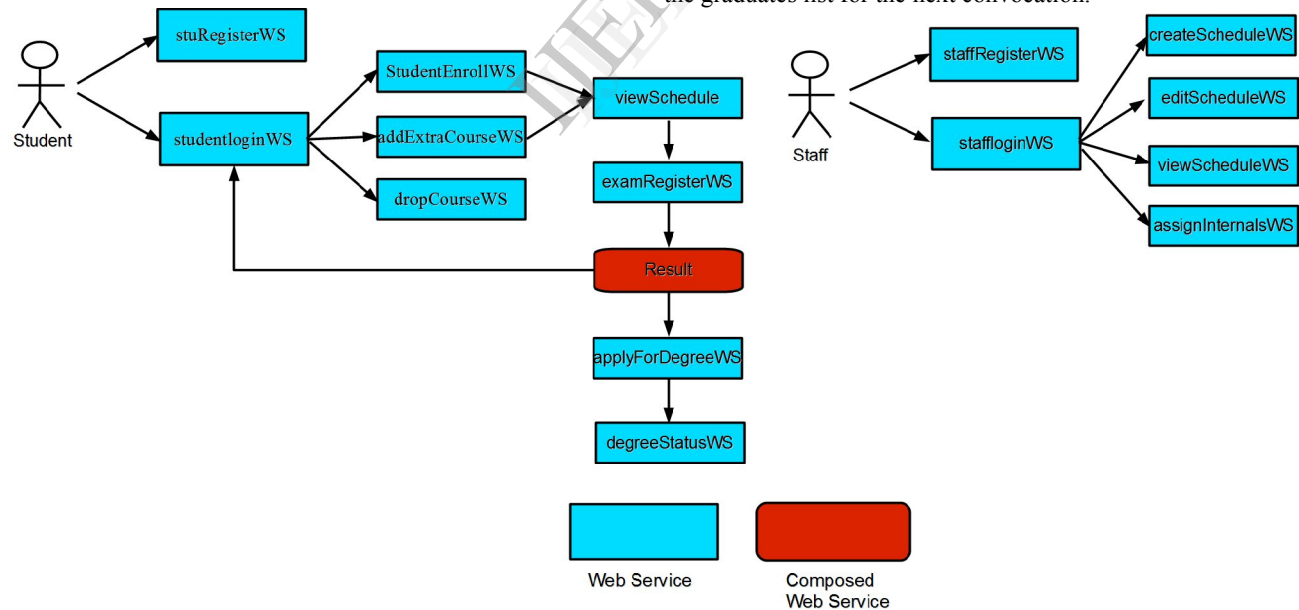 the graduates list for the next convocation.
stuRegisterWS
StudentEnrollWS
viewSchedule
Student
studentloginWS
addExtraCourseWS
dropCourseWS
examRegisterWS
Result
applyForDegreeWS
degreeStatusWS
staffRegisterWS
createScheduleWS
editScheduleWS
Staff
staffloginWS
viewScheduleWS
assignInternalsWS
Web Service
Composed
Web Service